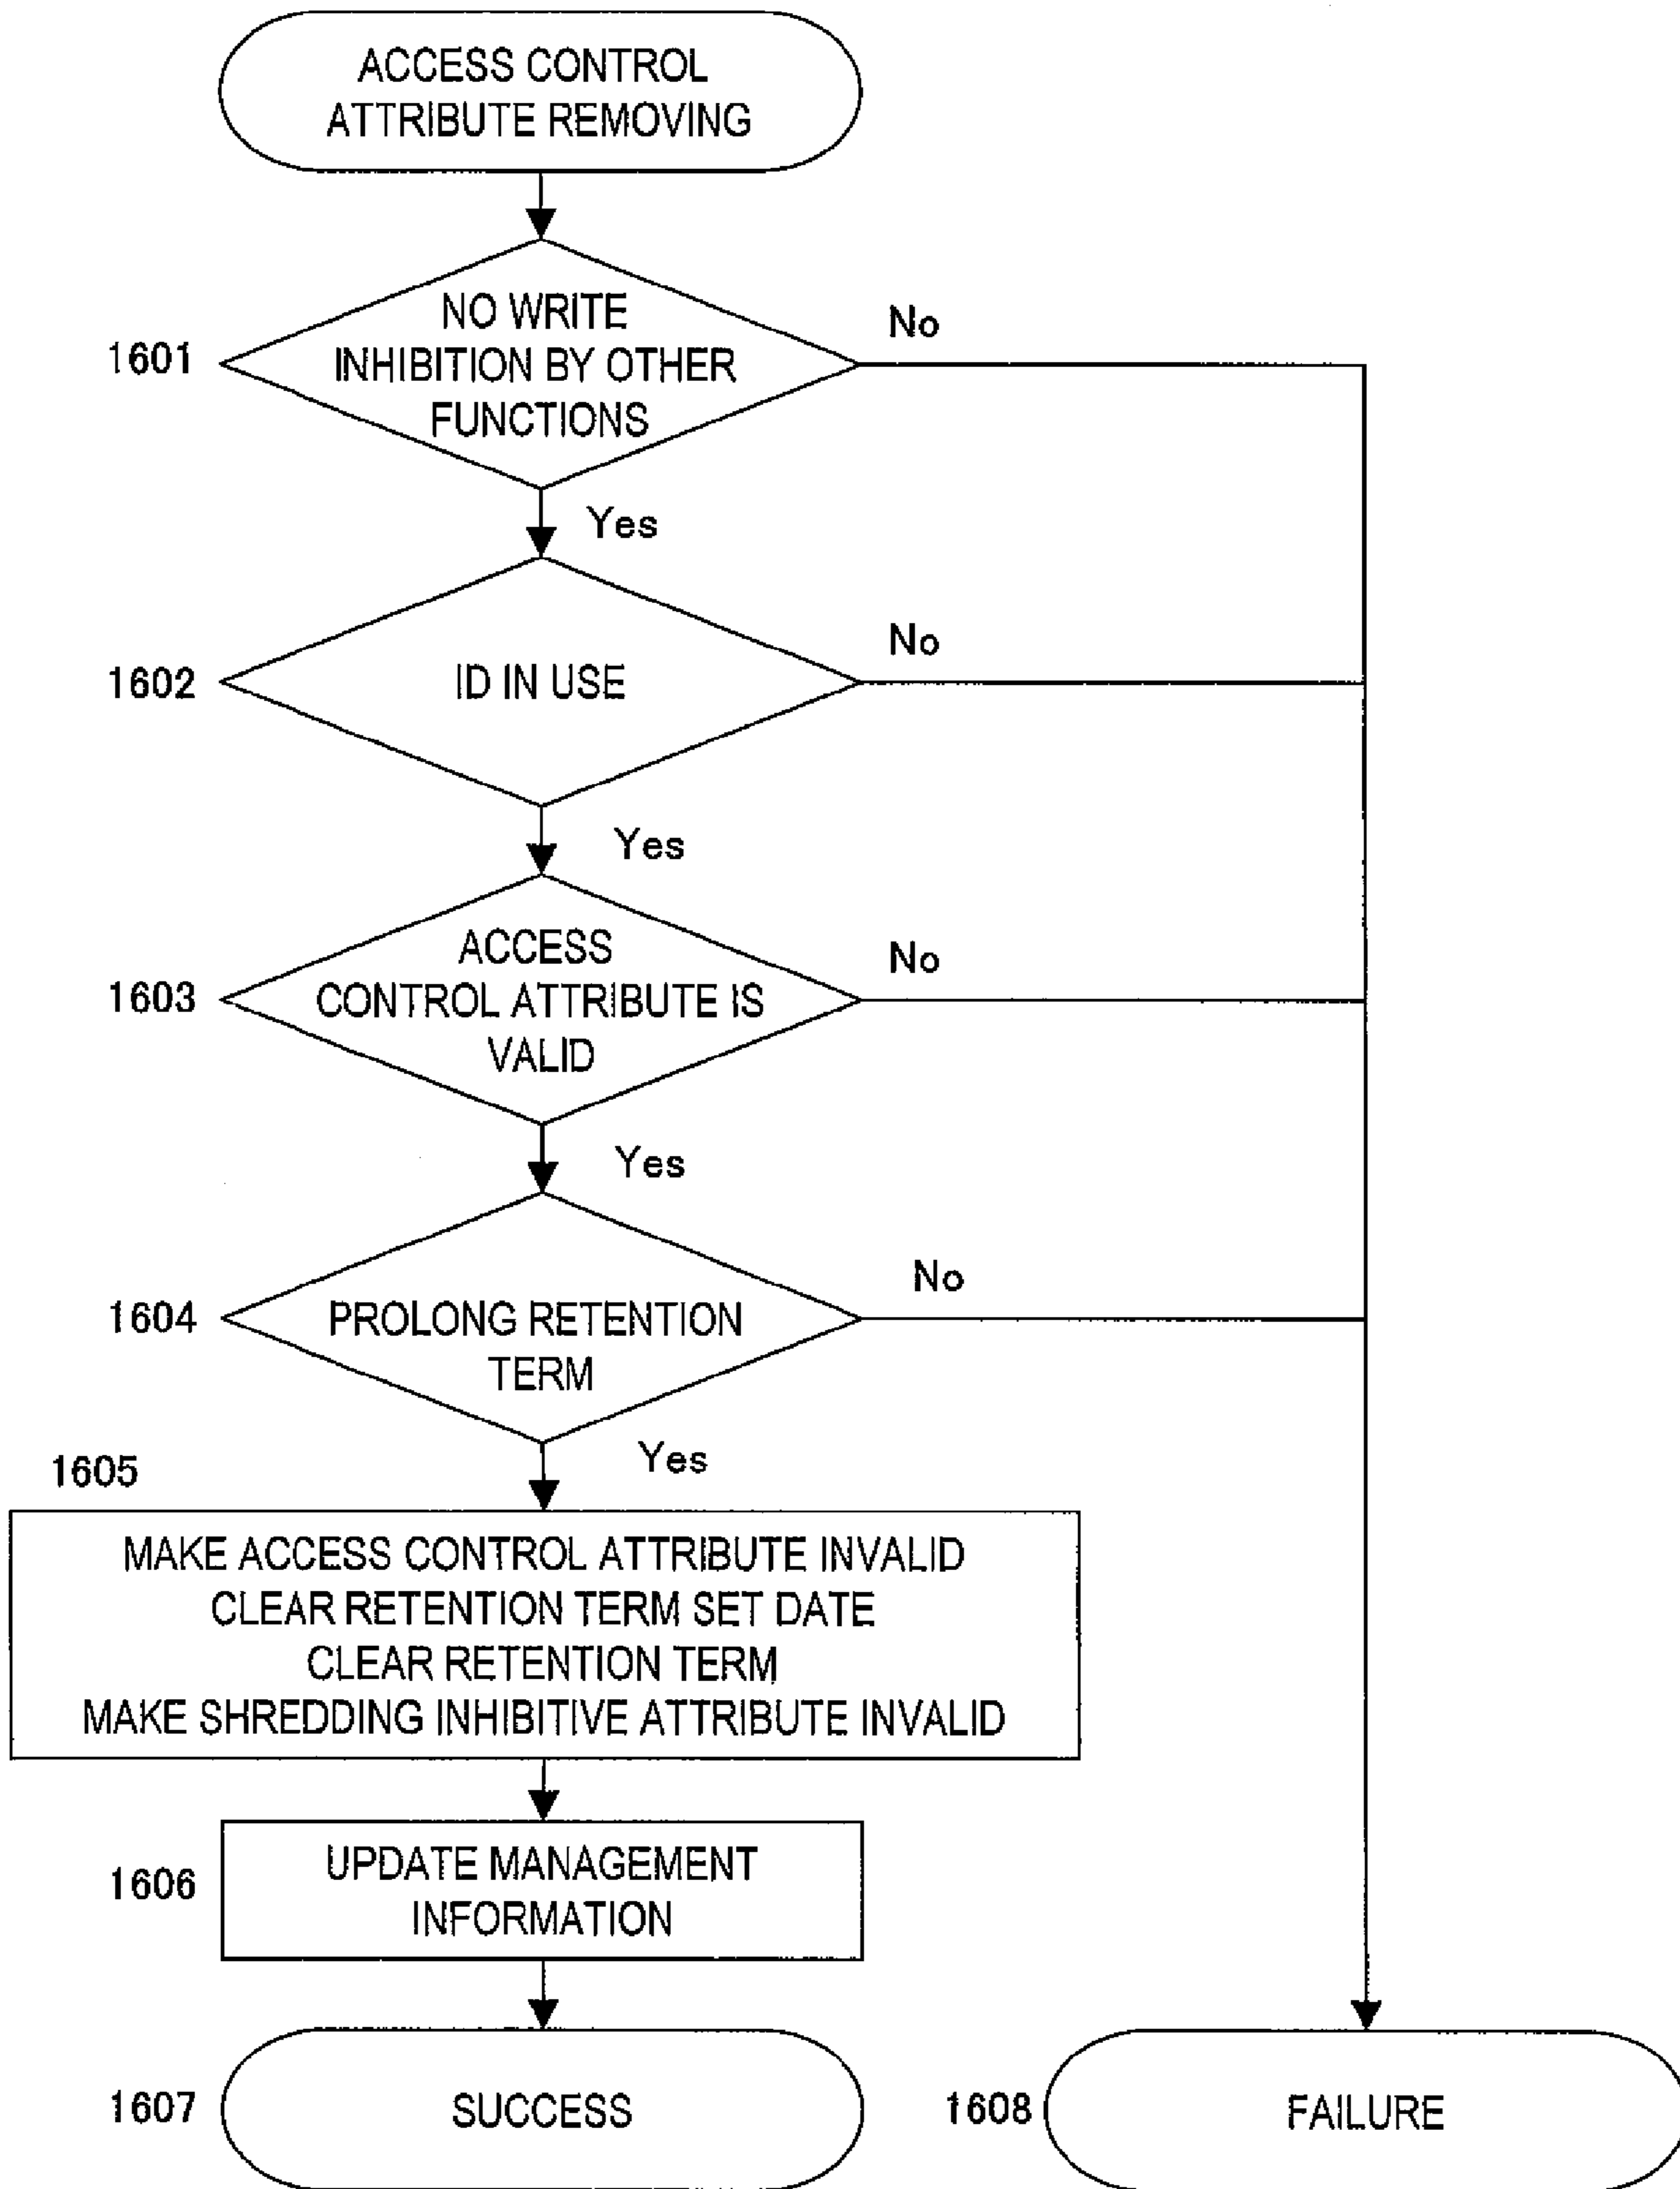 ACCESS CONTROL
ATTRIBUTE REMOVING
1601
NO WRITE
INHIBITION BY OTHER
FUNCTIONS
No
Yes
1602
ID IN USE
No
Yes
1603
ACCESS
CONTROL ATTRIBUTE IS
VALID
No
Yes
1604
PROLONG RETENTION
TERM
No
Yes
1605
MAKE ACCESS CONTROL ATTRIBUTE INVALID
CLEAR RETENTION TERM SET DATE
CLEAR RETENTION TERM
MAKE SHREDDING INHIBITIVE ATTRIBUTE INVALID
1606
UPDATE MANAGEMENT
INFORMATION
1607
SUCCESS
1608
FAILURE